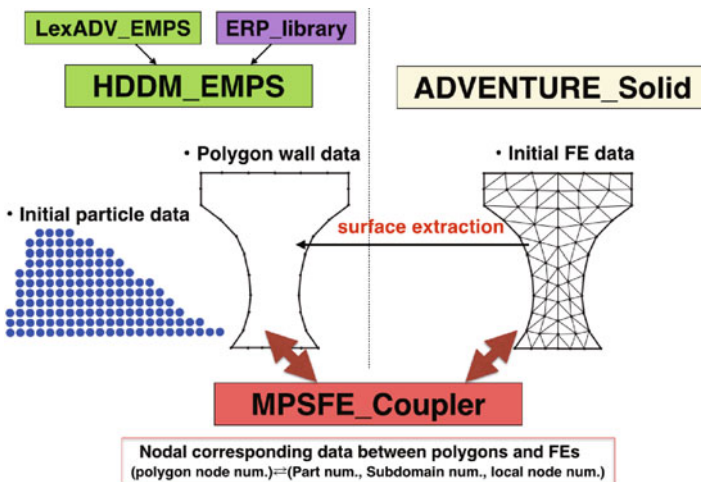 LexADV_EMPS
ERP_library
HDDM_EMPS
ADVENTURE_Solid
・Polygon wall data
・Initial FE data
・Initial particle data
surface extraction
MPSFE_Coupler
Nodal corresponding data between polygons and FEs
(polygon node num.)⇌(Part num., Subdomain num., local node num.)